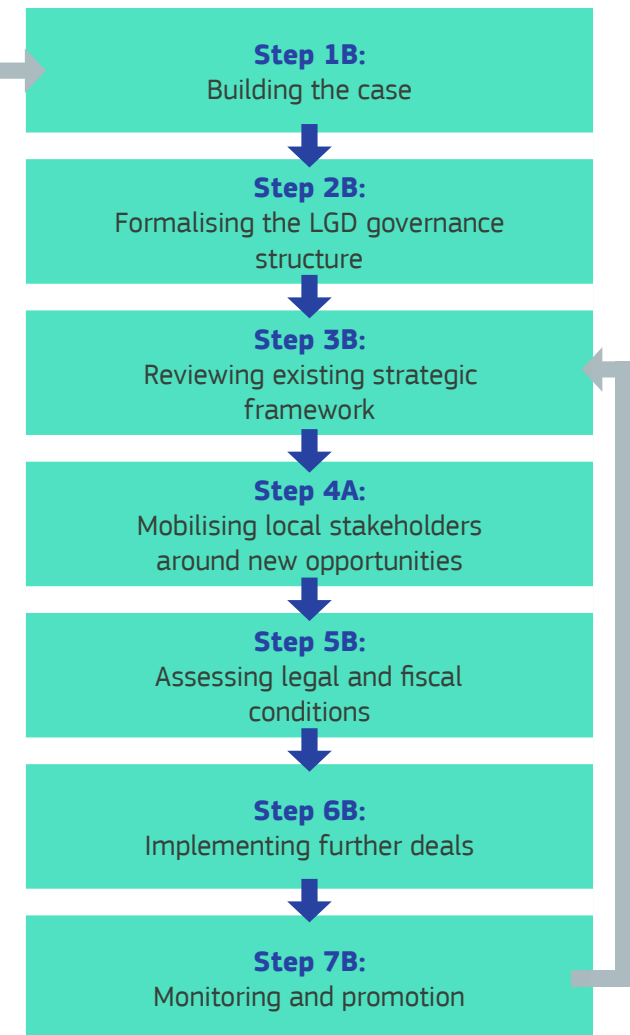 Step 1B:
Building the case
Step 2B:
Formalising the LGD governance
structure
Step 3B:
Reviewing existing strategic
framework
Step 4A:
Mobilising local stakeholders
around new opportunities
Step 5B:
Assessing legal and fiscal
conditions
Step 6B:
Implementing further deals
Step 7B:
Monitoring and promotion